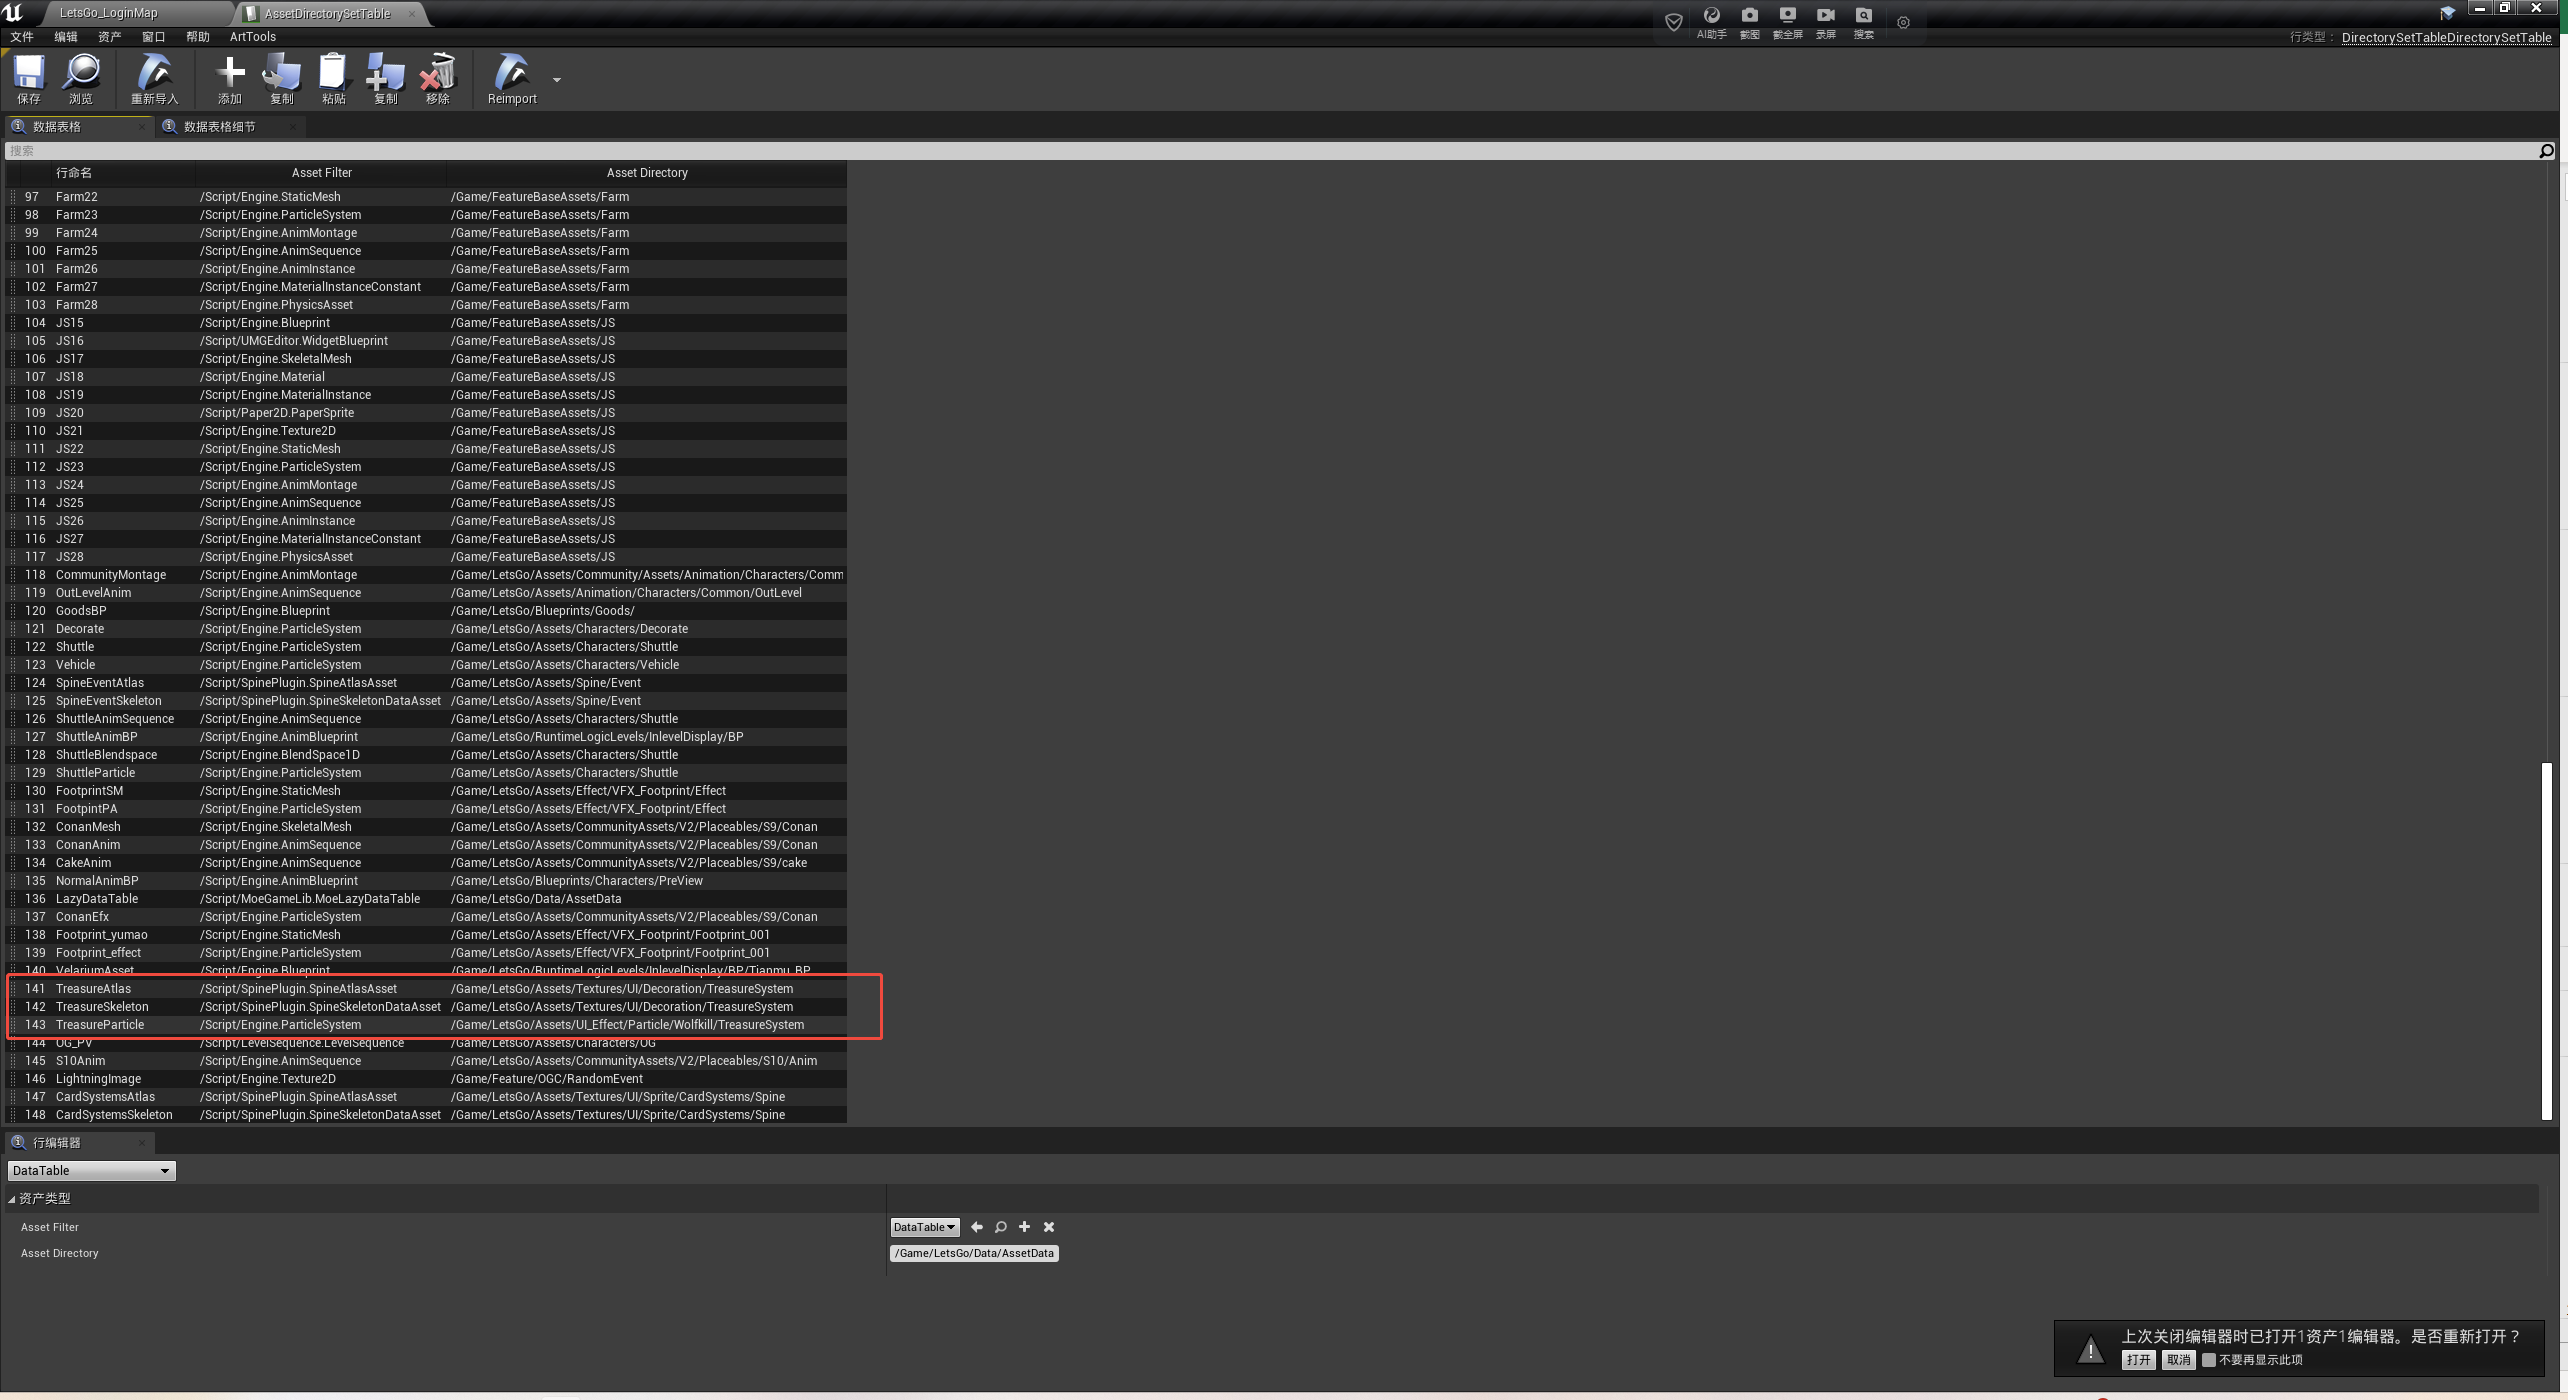 LetsGo_LoginMap
AssetDirectorySetTable
文件 编辑 资产 窗口 帮助 ArtTools
AI助手 截图 截全屏 录屏 搜索
行类型： DirectorySetTableDirectorySetTable
保存 浏览 重新导入 添加 复制 粘贴 复制 移除 Reimport
数据表格 数据表格细节
搜索
行命名 Asset Filter Asset Directory
97 Farm22 /Script/Engine.StaticMesh /Game/FeatureBaseAssets/Farm
98 Farm23 /Script/Engine.ParticleSystem /Game/FeatureBaseAssets/Farm
99 Farm24 /Script/Engine.AnimMontage /Game/FeatureBaseAssets/Farm
100 Farm25 /Script/Engine.AnimSequence /Game/FeatureBaseAssets/Farm
101 Farm26 /Script/Engine.AnimInstance /Game/FeatureBaseAssets/Farm
102 Farm27 /Script/Engine.MaterialInstanceConstant /Game/FeatureBaseAssets/Farm
103 Farm28 /Script/Engine.PhysicsAsset /Game/FeatureBaseAssets/Farm
104 JS15 /Script/Engine.Blueprint /Game/FeatureBaseAssets/JS
105 JS16 /Script/UMGEditor.WidgetBlueprint /Game/FeatureBaseAssets/JS
106 JS17 /Script/Engine.SkeletalMesh /Game/FeatureBaseAssets/JS
107 JS18 /Script/Engine.Material /Game/FeatureBaseAssets/JS
108 JS19 /Script/Engine.MaterialInstance /Game/FeatureBaseAssets/JS
109 JS20 /Script/Paper2D.PaperSprite /Game/FeatureBaseAssets/JS
110 JS21 /Script/Engine.Texture2D /Game/FeatureBaseAssets/JS
111 JS22 /Script/Engine.StaticMesh /Game/FeatureBaseAssets/JS
112 JS23 /Script/Engine.ParticleSystem /Game/FeatureBaseAssets/JS
113 JS24 /Script/Engine.AnimMontage /Game/FeatureBaseAssets/JS
114 JS25 /Script/Engine.AnimSequence /Game/FeatureBaseAssets/JS
115 JS26 /Script/Engine.AnimInstance /Game/FeatureBaseAssets/JS
116 JS27 /Script/Engine.MaterialInstanceConstant /Game/FeatureBaseAssets/JS
117 JS28 /Script/Engine.PhysicsAsset /Game/FeatureBaseAssets/JS
118 CommunityMontage /Script/Engine.AnimMontage /Game/LetsGo/Assets/Community/Assets/Animation/Characters/Comm
119 OutLevelAnim /Script/Engine.AnimSequence /Game/LetsGo/Assets/Animation/Characters/Common/OutLevel
120 GoodsBP /Script/Engine.Blueprint /Game/LetsGo/Blueprints/Goods/
121 Decorate /Script/Engine.ParticleSystem /Game/LetsGo/Assets/Characters/Decorate
122 Shuttle /Script/Engine.ParticleSystem /Game/LetsGo/Assets/Characters/Shuttle
123 Vehicle /Script/Engine.ParticleSystem /Game/LetsGo/Assets/Characters/Vehicle
124 SpineEventAtlas /Script/SpinePlugin.SpineAtlasAsset /Game/LetsGo/Assets/Spine/Event
125 SpineEventSkeleton /Script/SpinePlugin.SpineSkeletonDataAsset /Game/LetsGo/Assets/Spine/Event
126 ShuttleAnimSequence /Script/Engine.AnimSequence /Game/LetsGo/Assets/Characters/Shuttle
127 ShuttleAnimBP /Script/Engine.AnimBlueprint /Game/LetsGo/RuntimeLogicLevels/InlevelDisplay/BP
128 ShuttleBlendspace /Script/Engine.BlendSpace1D /Game/LetsGo/Assets/Characters/Shuttle
129 ShuttleParticle /Script/Engine.ParticleSystem /Game/LetsGo/Assets/Characters/Shuttle
130 FootprintSM /Script/Engine.StaticMesh /Game/LetsGo/Assets/Effect/VFX_Footprint/Effect
131 FootpintPA /Script/Engine.ParticleSystem /Game/LetsGo/Assets/Effect/VFX_Footprint/Effect
132 ConanMesh /Script/Engine.SkeletalMesh /Game/LetsGo/Assets/CommunityAssets/V2/Placeables/S9/Conan
133 ConanAnim /Script/Engine.AnimSequence /Game/LetsGo/Assets/CommunityAssets/V2/Placeables/S9/Conan
134 CakeAnim /Script/Engine.AnimSequence /Game/LetsGo/Assets/CommunityAssets/V2/Placeables/S9/cake
135 NormalAnimBP /Script/Engine.AnimBlueprint /Game/LetsGo/Blueprints/Characters/PreView
136 LazyDataTable /Script/MoeGameLib.MoeLazyDataTable /Game/LetsGo/Data/AssetData
137 ConanEfx /Script/Engine.ParticleSystem /Game/LetsGo/Assets/CommunityAssets/V2/Placeables/S9/Conan
138 Footprint_yumao /Script/Engine.StaticMesh /Game/LetsGo/Assets/Effect/VFX_Footprint/Footprint_001
139 Footprint_effect /Script/Engine.ParticleSystem /Game/LetsGo/Assets/Effect/VFX_Footprint/Footprint_001
140 VelariumAsset /Script/Engine.Blueprint /Game/LetsGo/RuntimeLogicLevels/InlevelDisplay/BP/Tianmu_BP
141 TreasureAtlas /Script/SpinePlugin.SpineAtlasAsset /Game/LetsGo/Assets/Textures/UI/Decoration/TreasureSystem
142 TreasureSkeleton /Script/SpinePlugin.SpineSkeletonDataAsset /Game/LetsGo/Assets/Textures/UI/Decoration/TreasureSystem
143 TreasureParticle /Script/Engine.ParticleSystem /Game/LetsGo/Assets/UI_Effect/Particle/Wolfkill/TreasureSystem
144 OG_PV /Script/LevelSequence.LevelSequence /Game/LetsGo/Assets/Characters/OG
145 S10Anim /Script/Engine.AnimSequence /Game/LetsGo/Assets/CommunityAssets/V2/Placeables/S10/Anim
146 LightningImage /Script/Engine.Texture2D /Game/Feature/OGC/RandomEvent
147 CardSystemsAtlas /Script/SpinePlugin.SpineAtlasAsset /Game/LetsGo/Assets/Textures/UI/Sprite/CardSystems/Spine
148 CardSystemsSkeleton /Script/SpinePlugin.SpineSkeletonDataAsset /Game/LetsGo/Assets/Textures/UI/Sprite/CardSystems/Spine
行编辑器
DataTable
资产类型
Asset Filter DataTable
Asset Directory /Game/LetsGo/Data/AssetData
上次关闭编辑器时已打开1资产1编辑器。是否重新打开？
打开 取消 不要再显示此项